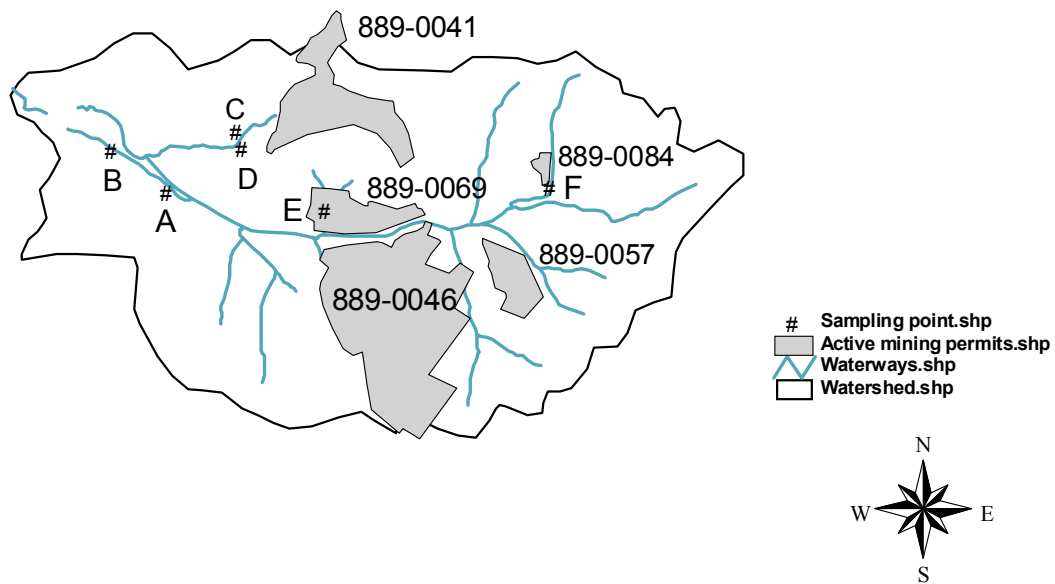 889-0041
C
B
D
A
889-0084
F
889-0069
E
889-0057
889-0046
# Sampling point.shp
Active mining permits.shp
Waterways.shp
Watershed.shp
N
W
E
S
#
#
#
#
#
#